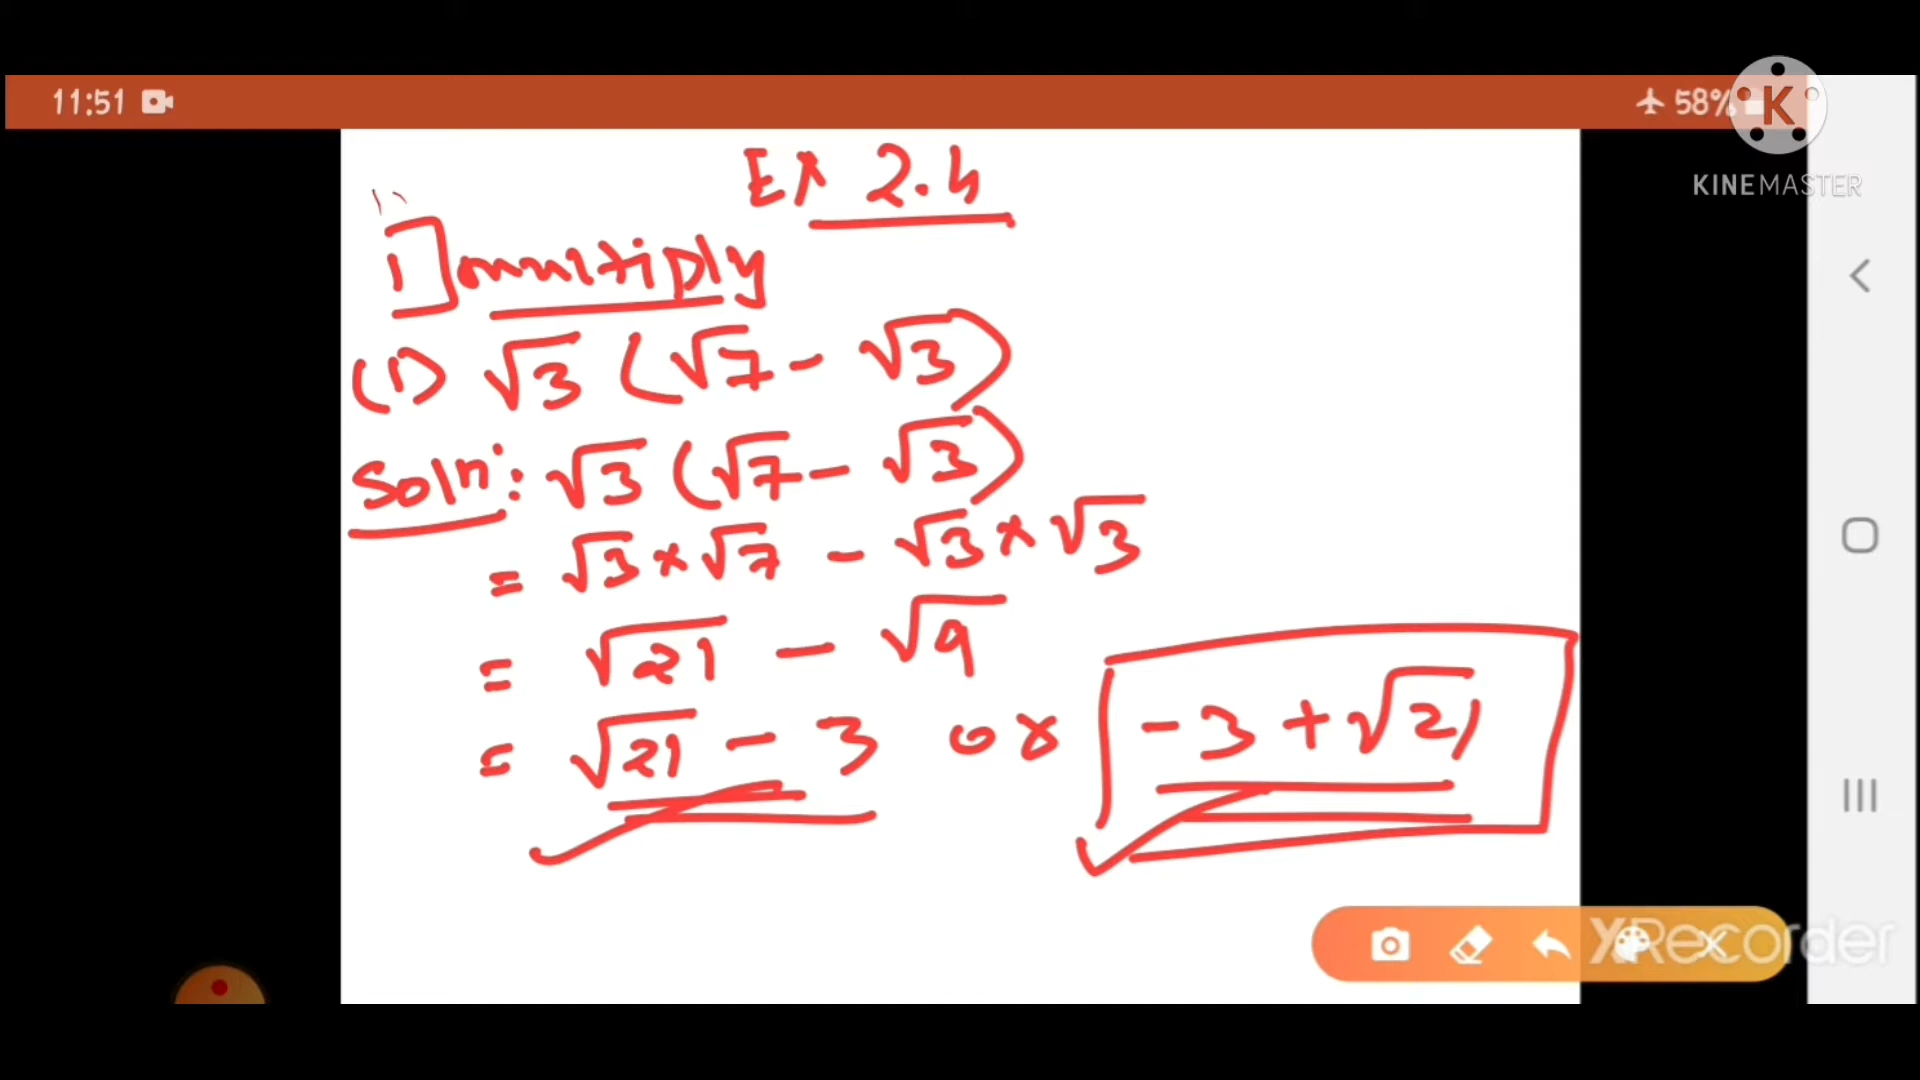 11:51
58%
KINEMASTER
Ex 2.4
1] multiply
(1) √3 (√7 - √3)
Soln: √3 (√7 - √3)
= √3 × √7 - √3 × √3
= √21 - √9
= √21 - 3 or -3 + √21
XRecorder